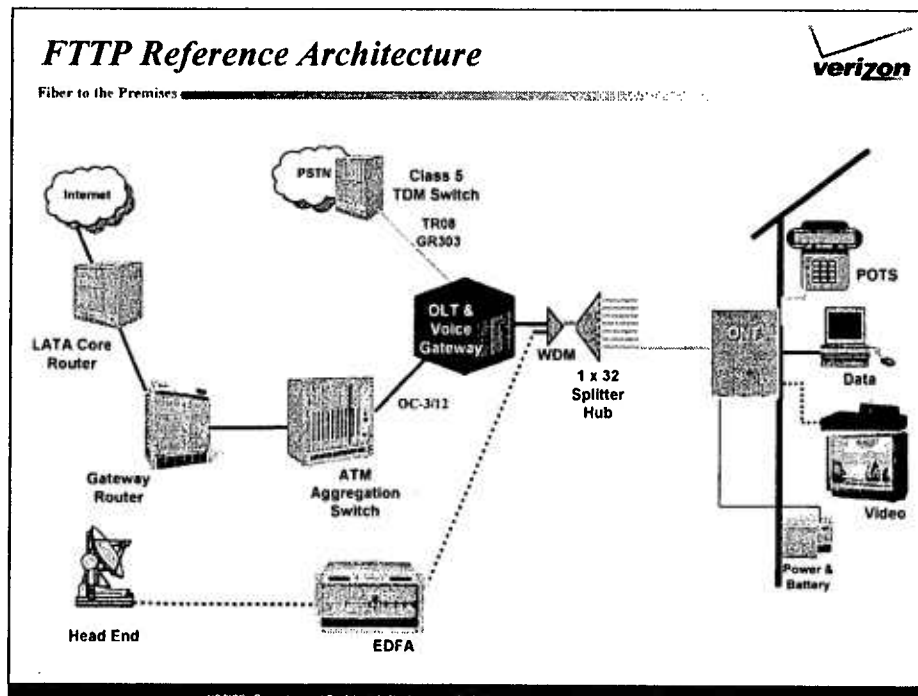 FTTP Reference Architecture
verizon
Fiber to the Premises
Internet
PSTN
Class 5
TDM Switch
TR08
GR303
POTS
LATA Core
Router
OLT &
Voice
Gateway
WDM
1 x 32
Splitter
Hub
ONT
Data
OC-3/12
Gateway
Router
ATM
Aggregation
Switch
Video
Power &
Battery
Head End
EDFA